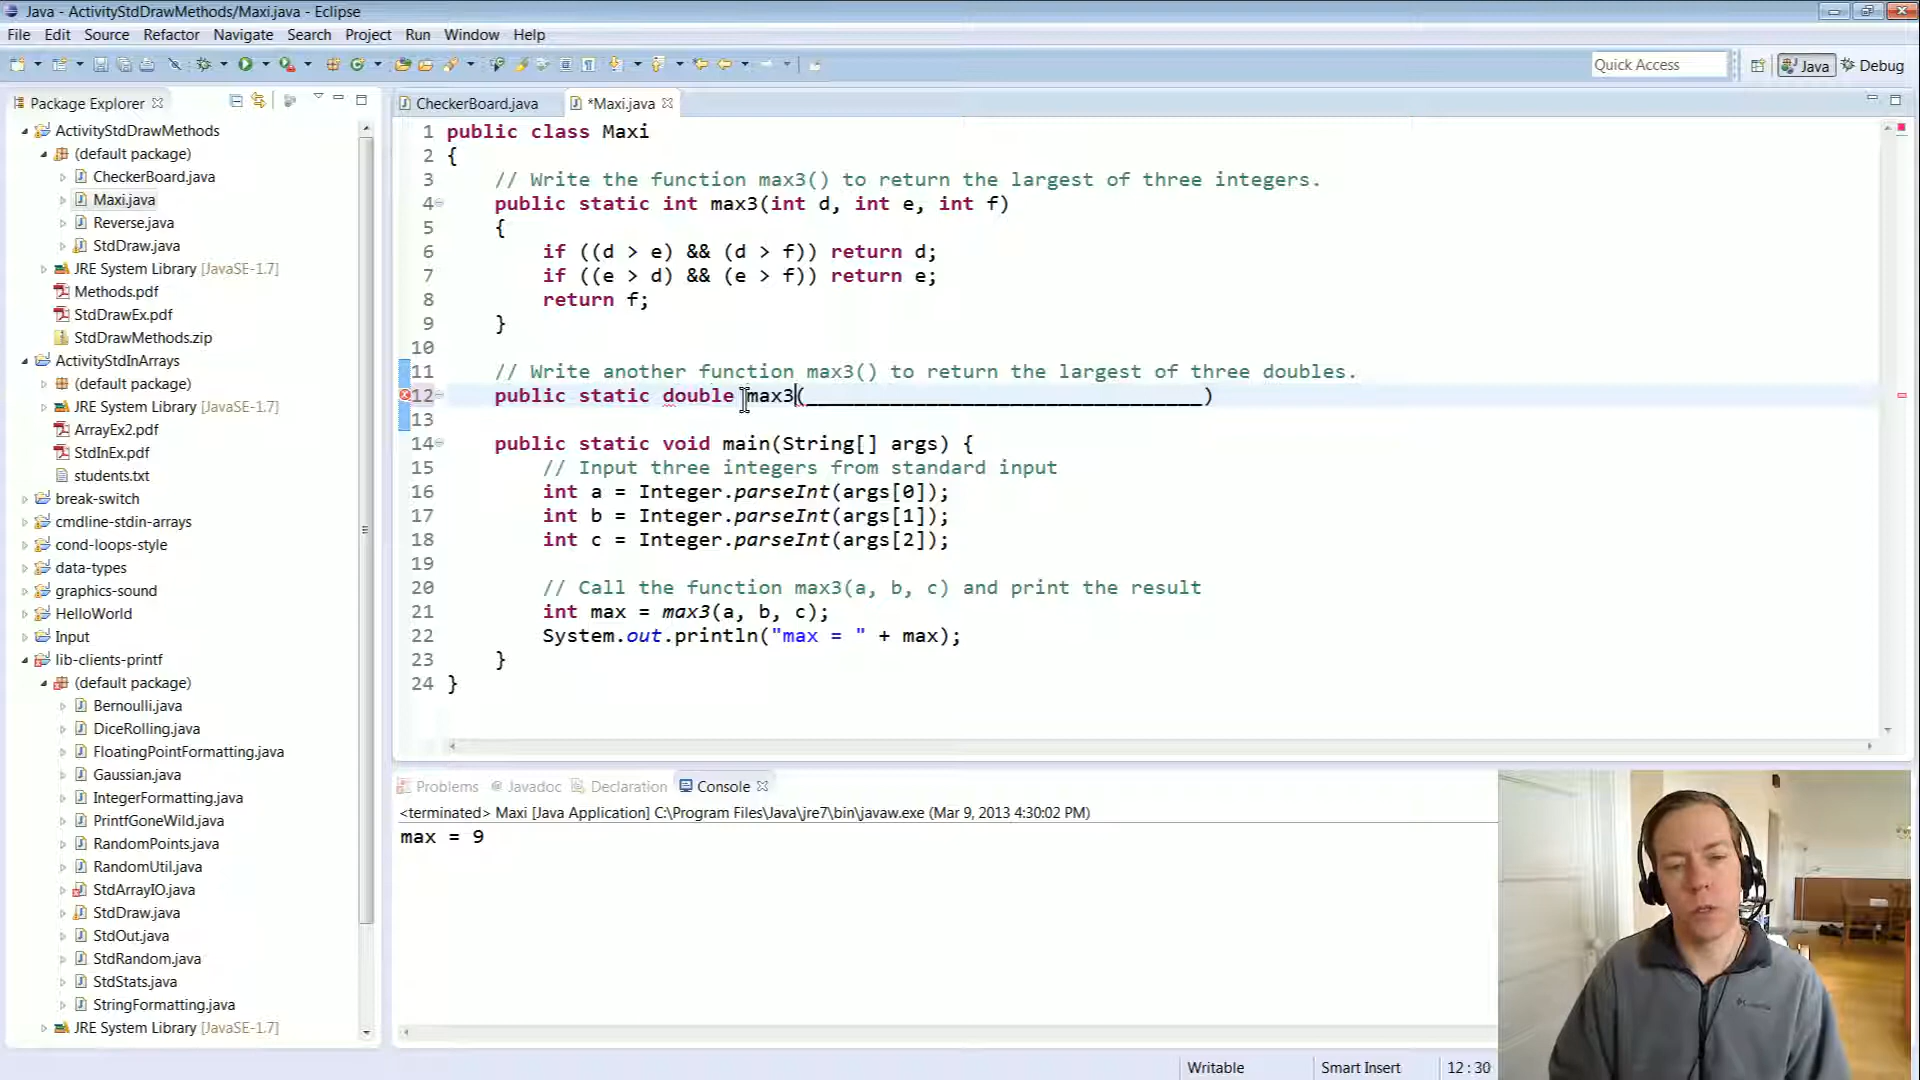 Java - ActivityStdDrawMethods/Maxi.java - Eclipse
File Edit Source Refactor Navigate Search Project Run Window Help
Quick Access Java Debug
Package Explorer
ActivityStdDrawMethods
(default package)
CheckerBoard.java
Maxi.java
Reverse.java
StdDraw.java
JRE System Library [JavaSE-1.7]
Methods.pdf
StdDrawEx.pdf
StdDrawMethods.zip
ActivityStdInArrays
(default package)
JRE System Library [JavaSE-1.7]
ArrayEx2.pdf
StdInEx.pdf
students.txt
break-switch
cmdline-stdin-arrays
cond-loops-style
data-types
graphics-sound
HelloWorld
Input
lib-clients-printf
(default package)
Bernoulli.java
DiceRolling.java
FloatingPointFormatting.java
Gaussian.java
IntegerFormatting.java
PrintfGoneWild.java
RandomPoints.java
RandomUtil.java
StdArrayIO.java
StdDraw.java
StdOut.java
StdRandom.java
StdStats.java
StringFormatting.java
JRE System Library [JavaSE-1.7]
CheckerBoard.java *Maxi.java
1 public class Maxi
2 {
3 // Write the function max3() to return the largest of three integers.
4 public static int max3(int d, int e, int f)
5 {
6 if ((d > e) && (d > f)) return d;
7 if ((e > d) && (e > f)) return e;
8 return f;
9 }
10
11 // Write another function max3() to return the largest of three doubles.
12 public static double max3(_________________________________)
13
14 public static void main(String[] args) {
15 // Input three integers from standard input
16 int a = Integer.parseInt(args[0]);
17 int b = Integer.parseInt(args[1]);
18 int c = Integer.parseInt(args[2]);
19
20 // Call the function max3(a, b, c) and print the result
21 int max = max3(a, b, c);
22 System.out.println("max = " + max);
23 }
24 }
Problems Javadoc Declaration Console
<terminated> Maxi [Java Application] C:\Program Files\Java\jre7\bin\javaw.exe (Mar 9, 2013 4:30:02 PM)
max = 9
Writable Smart Insert 12:30